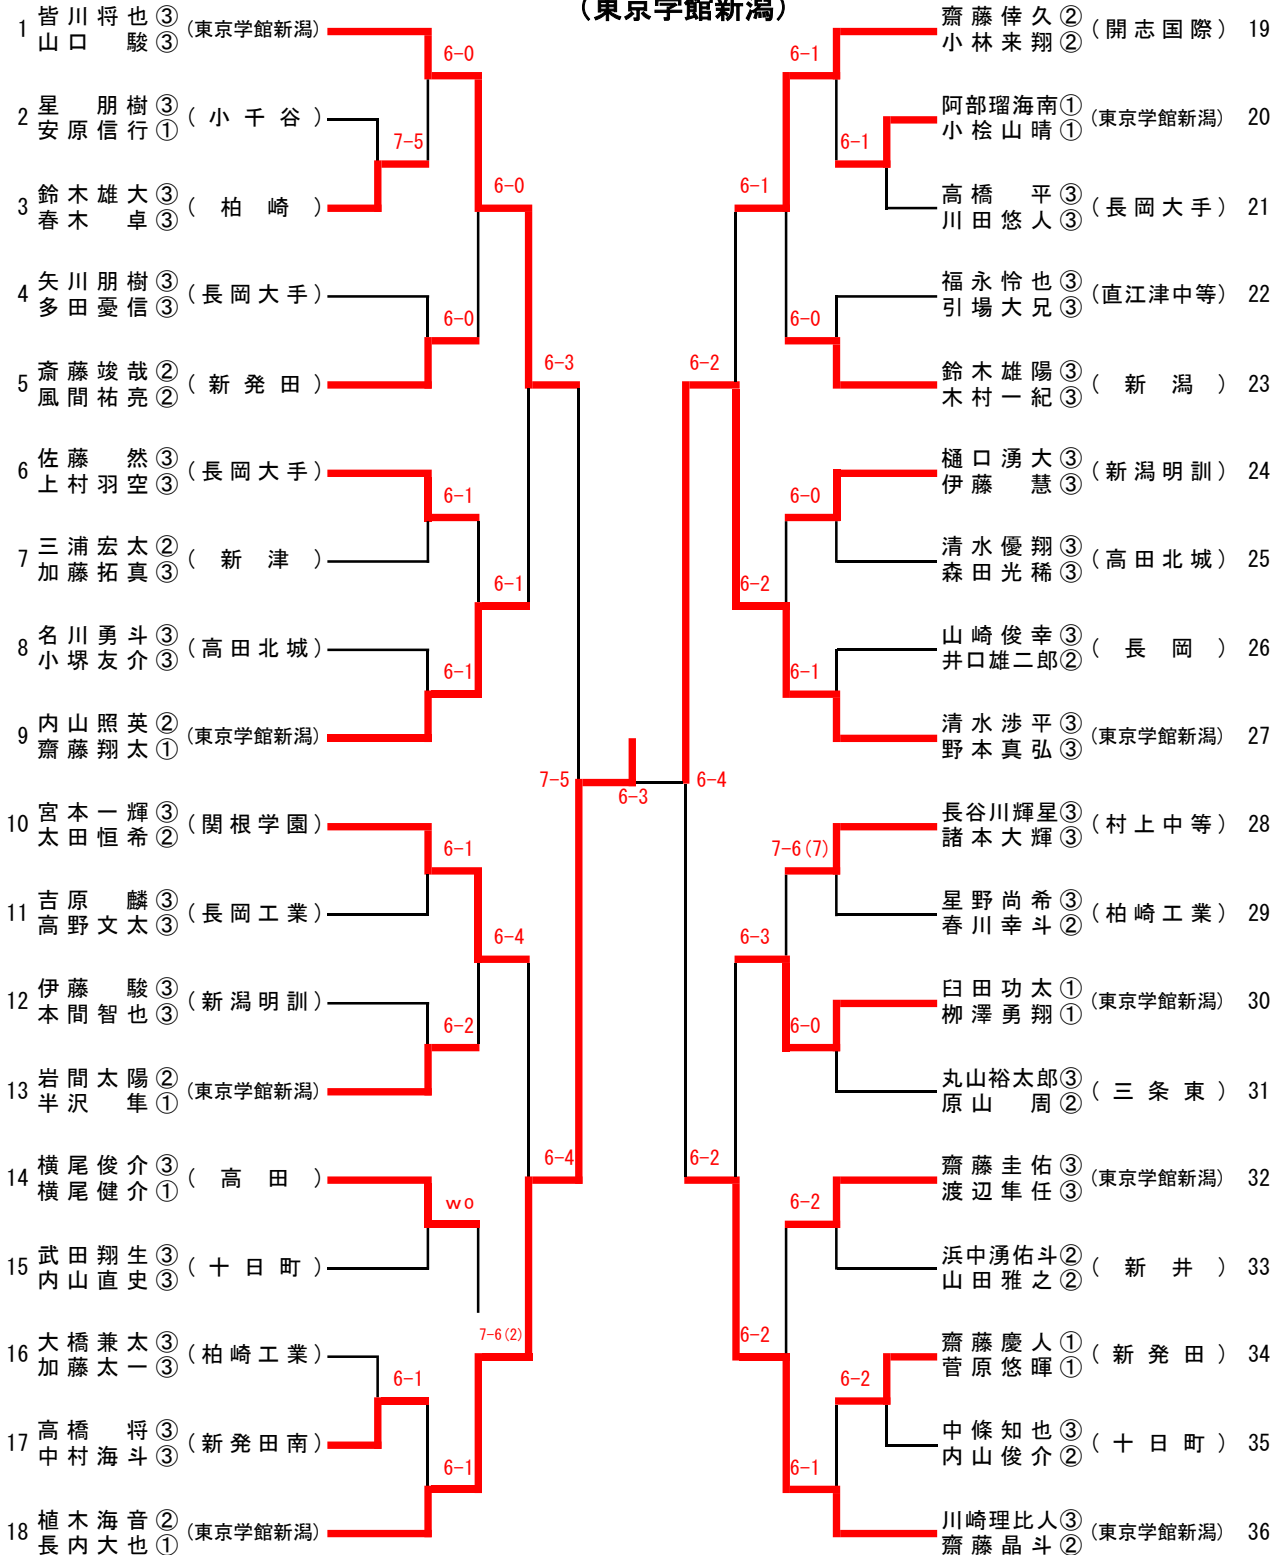 (東京学館新潟)
1 皆川将也③ (東京学館新潟)
山口 駿③
2 星 朋樹③ (小千谷)
安原信行①
3 鈴木雄大③ (柏崎)
春木 卓③
4 矢川朋樹③ (長岡大手)
多田憂信③
5 斎藤竣哉② (新発田)
風間祐亮②
6 佐藤 然③ (長岡大手)
上村羽空③
7 三浦宏太② (新津)
加藤拓真③
8 名川勇斗③ (高田北城)
小堺友介③
9 内山照英② (東京学館新潟)
齋藤翔太①
10 宮本一輝③ (関根学園)
太田恒希②
11 吉原 麟③ (長岡工業)
高野文太③
12 伊藤 駿③ (新潟明訓)
本間智也③
13 岩間太陽② (東京学館新潟)
半沢 隼①
14 横尾俊介③ (高田)
横尾健介①
15 武田翔生③ (十日町)
内山直史③
16 大橋兼太③ (柏崎工業)
加藤太一③
17 高橋 将③ (新発田南)
中村海斗③
18 植木海音② (東京学館新潟)
長内大也①
6-0
7-5
6-0
6-0
6-3
6-1
6-1
6-1
7-5
6-1
6-4
6-2
6-4
wo
7-6(2)
6-1
6-1
6-3
6-1
6-1
6-1
6-0
6-2
6-0
6-2
6-1
6-4
7-6(7)
6-3
6-0
6-2
6-2
6-2
6-2
6-1
齋藤倖久② (開志国際) 19
小林来翔②
阿部瑠海南① (東京学館新潟) 20
小桧山晴①
高橋 平③ (長岡大手) 21
川田悠人③
福永怜也③ (直江津中等) 22
引場大兄③
鈴木雄陽③ (新潟) 23
木村一紀③
樋口湧大③ (新潟明訓) 24
伊藤 慧③
清水優翔③ (高田北城) 25
森田光稀③
山崎俊幸③ (長岡) 26
井口雄二郎②
清水渉平③ (東京学館新潟) 27
野本真弘③
長谷川輝星③ (村上中等) 28
諸本大輝③
星野尚希③ (柏崎工業) 29
春川幸斗②
臼田功太① (東京学館新潟) 30
栁澤勇翔①
丸山裕太郎③ (三条東) 31
原山 周②
齋藤圭佑③ (東京学館新潟) 32
渡辺隼任③
浜中湧佑斗② (新井) 33
山田雅之②
齋藤慶人① (新発田) 34
菅原悠暉①
中條知也③ (十日町) 35
内山俊介②
川崎理比人③ (東京学館新潟) 36
齋藤晶斗②